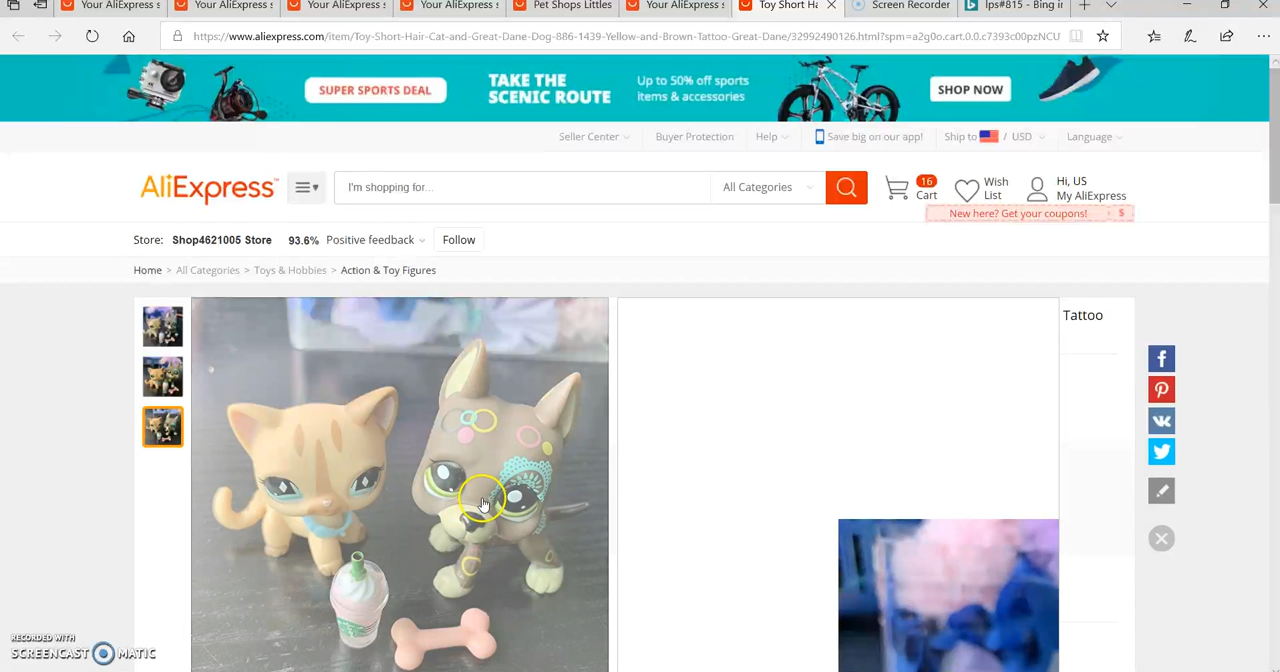 Your AliExpress s
Your AliExpress s
Your AliExpress s
Your AliExpress s
Pet Shops Littles
Your AliExpress s
Toy Short Ha
Screen Recorder
lps#815 - Bing in
https://www.aliexpress.com/item/Toy-Short-Hair-Cat-and-Great-Dane-Dog-886-1439-Yellow-and-Brown-Tattoo-Great-Dane/32992490126.html?spm=a2g0o.cart.0.0.c7393c00pzNCU
SUPER SPORTS DEAL
TAKE THE
SCENIC ROUTE
Up to 50% off sports
items & accessories
SHOP NOW
Seller Center
Buyer Protection
Help
Save big on our app!
Ship to / USD
Language
AliExpress™
I'm shopping for...
All Categories
16
Cart
Wish
List
Hi, US
My AliExpress
New here? Get your coupons! $
Store: Shop4621005 Store 93.6% Positive feedback
Follow
Home > All Categories > Toys & Hobbies > Action & Toy Figures
Tattoo
RECORDED WITH
SCREENCAST MATIC